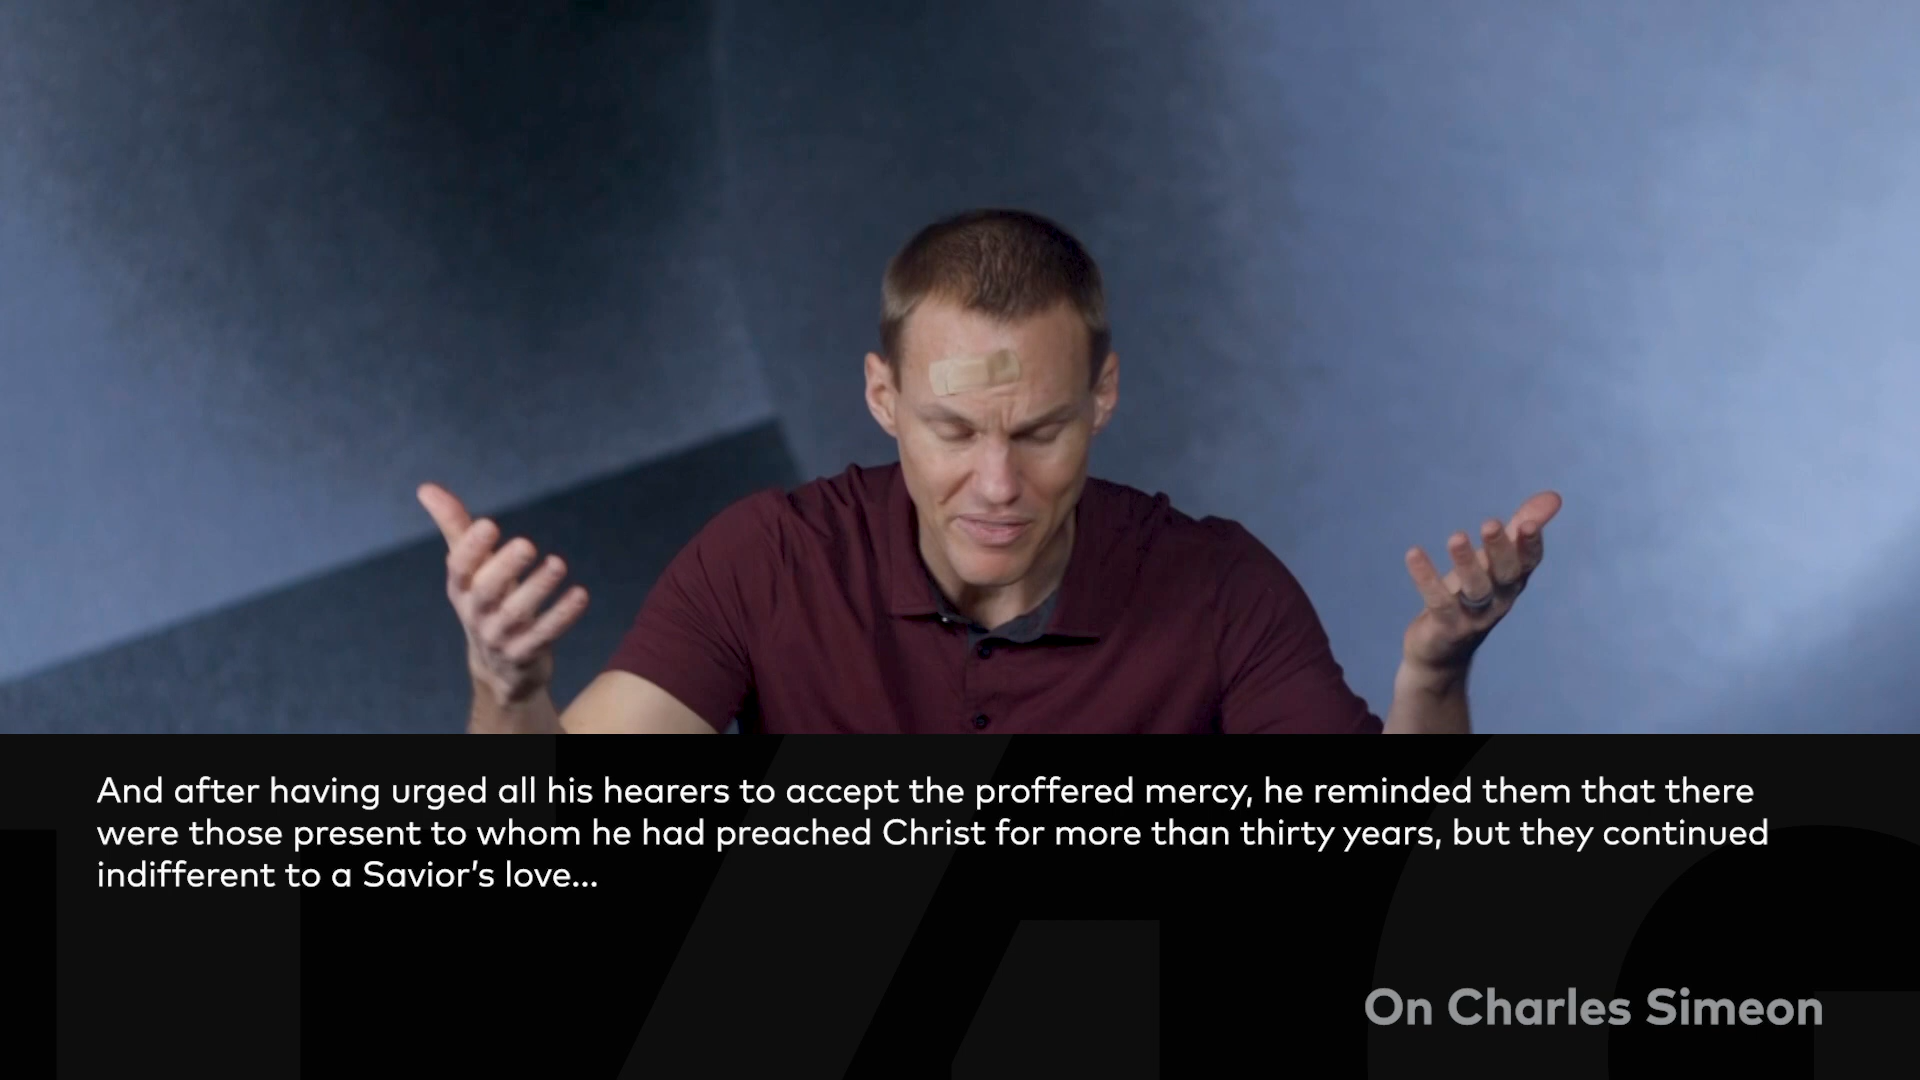 And after having urged all his hearers to accept the proffered mercy, he reminded them that there
were those present to whom he had preached Christ for more than thirty years, but they continued
indifferent to a Savior’s love...
On Charles Simeon